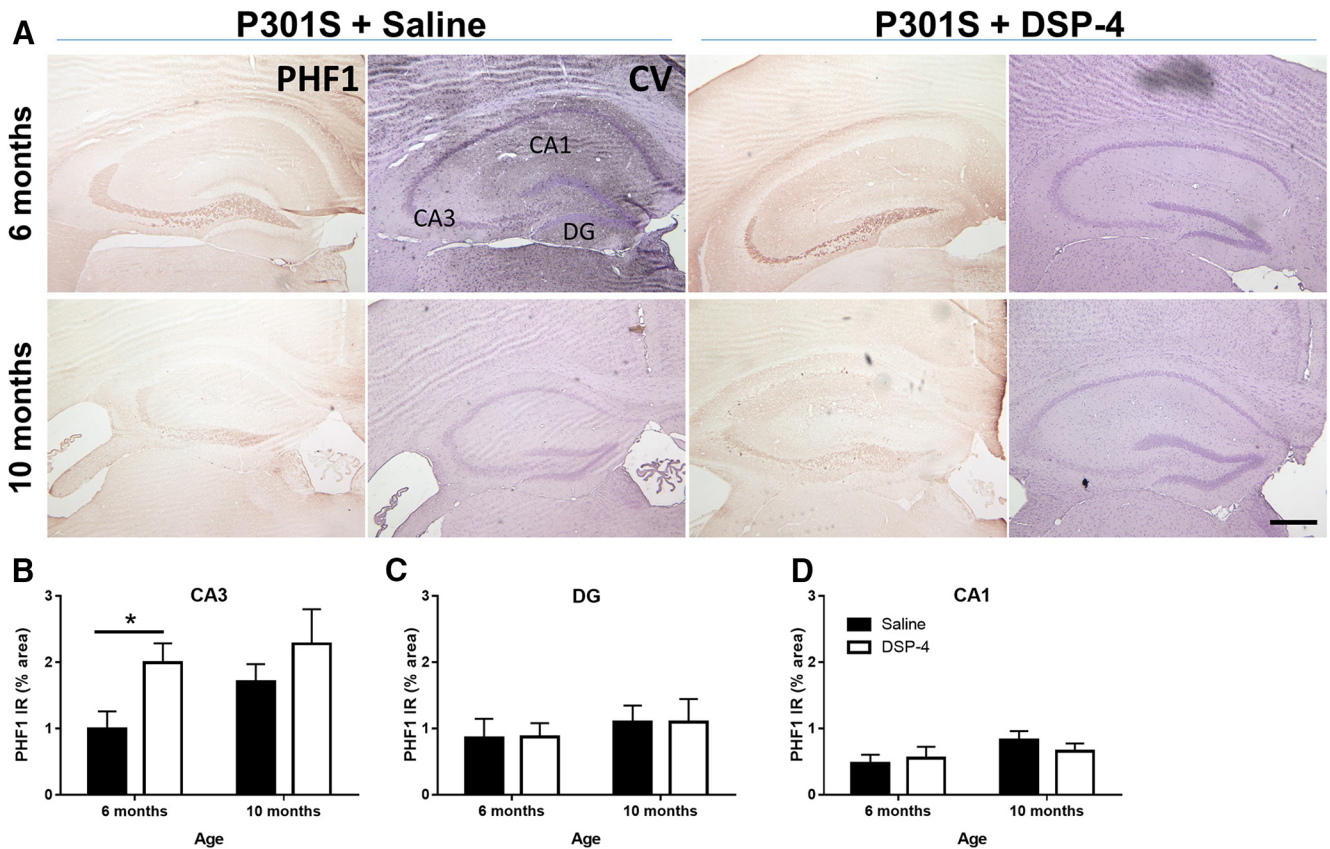 A
P301S + Saline
P301S + DSP-4
6 months
PHF1
CV
CA1
CA3
DG
10 months
B
CA3
PHF1 IR (% area)
3
2
1
0
*
6 months
10 months
Age
C
DG
PHF1 IR (% area)
3
2
1
0
6 months
10 months
Age
D
CA1
PHF1 IR (% area)
3
2
1
0
Saline
DSP-4
6 months
10 months
Age